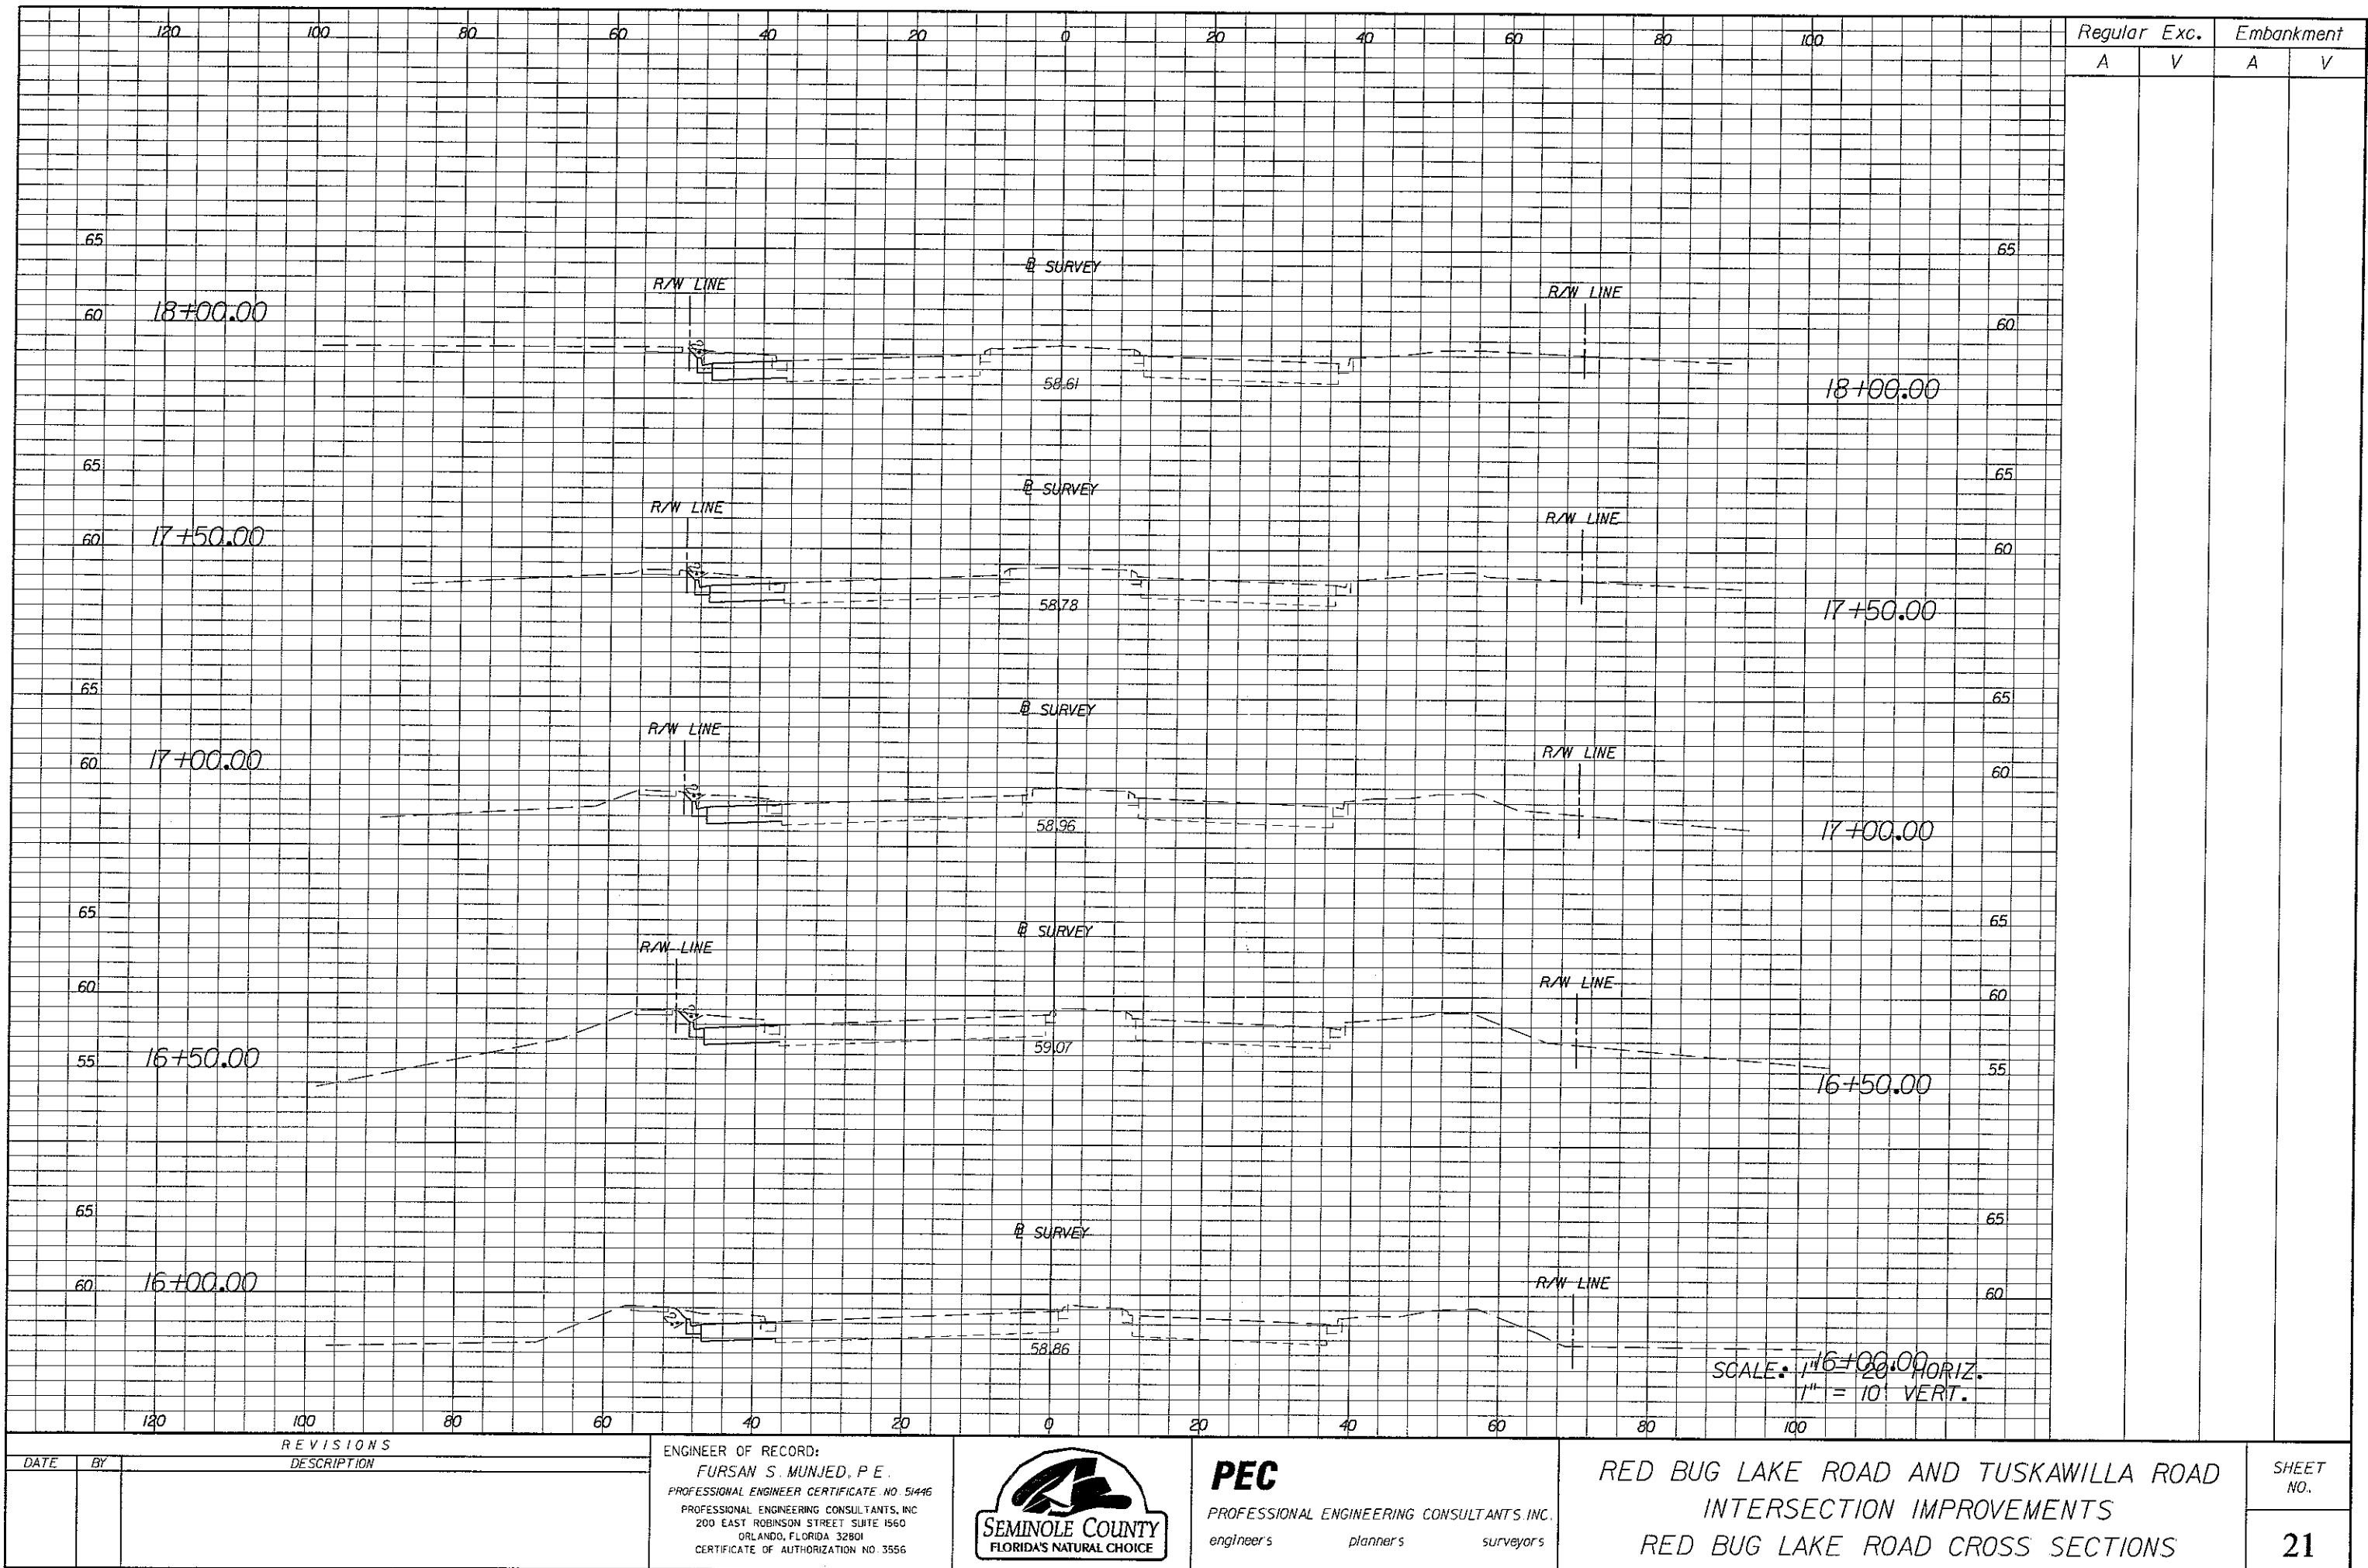 120 100 80 60 40 20 0 20 40 60 80 100
Regular Exc. Embankment
A V A V
65 65
℄ SURVEY
R/W LINE R/W LINE
60 18+00.00 60
58.61
18+00.00
65 65
℄ SURVEY
R/W LINE R/W LINE
60 17+50.00 60
58.78
17+50.00
65 65
℄ SURVEY
R/W LINE R/W LINE
60 17+00.00 60
58.96
17+00.00
65 65
℄ SURVEY
R/W LINE R/W LINE
60 60
59.07
55 16+50.00 55
16+50.00
65 65
℄ SURVEY
R/W LINE
60 16+00.00 60
58.86
16+00.00
SCALE: 1" = 20' HORIZ.
1" = 10' VERT.
120 100 80 60 40 20 0 20 40 60 80 100
REVISIONS
DATE BY DESCRIPTION
ENGINEER OF RECORD:
FURSAN S. MUNJED, P E.
PROFESSIONAL ENGINEER CERTIFICATE NO. 51446
PROFESSIONAL ENGINEERING CONSULTANTS, INC
200 EAST ROBINSON STREET SUITE 1560
ORLANDO, FLORIDA 32801
CERTIFICATE OF AUTHORIZATION NO. 3556
SEMINOLE COUNTY
FLORIDA'S NATURAL CHOICE
PEC
PROFESSIONAL ENGINEERING CONSULTANTS, INC.
engineers planners surveyors
RED BUG LAKE ROAD AND TUSKAWILLA ROAD
INTERSECTION IMPROVEMENTS
RED BUG LAKE ROAD CROSS SECTIONS
SHEET
NO.
21